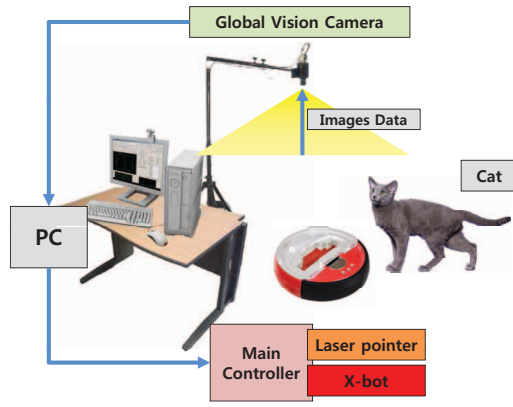 Global Vision Camera
Images Data
Cat
PC
Main
Controller
Laser pointer
X-bot